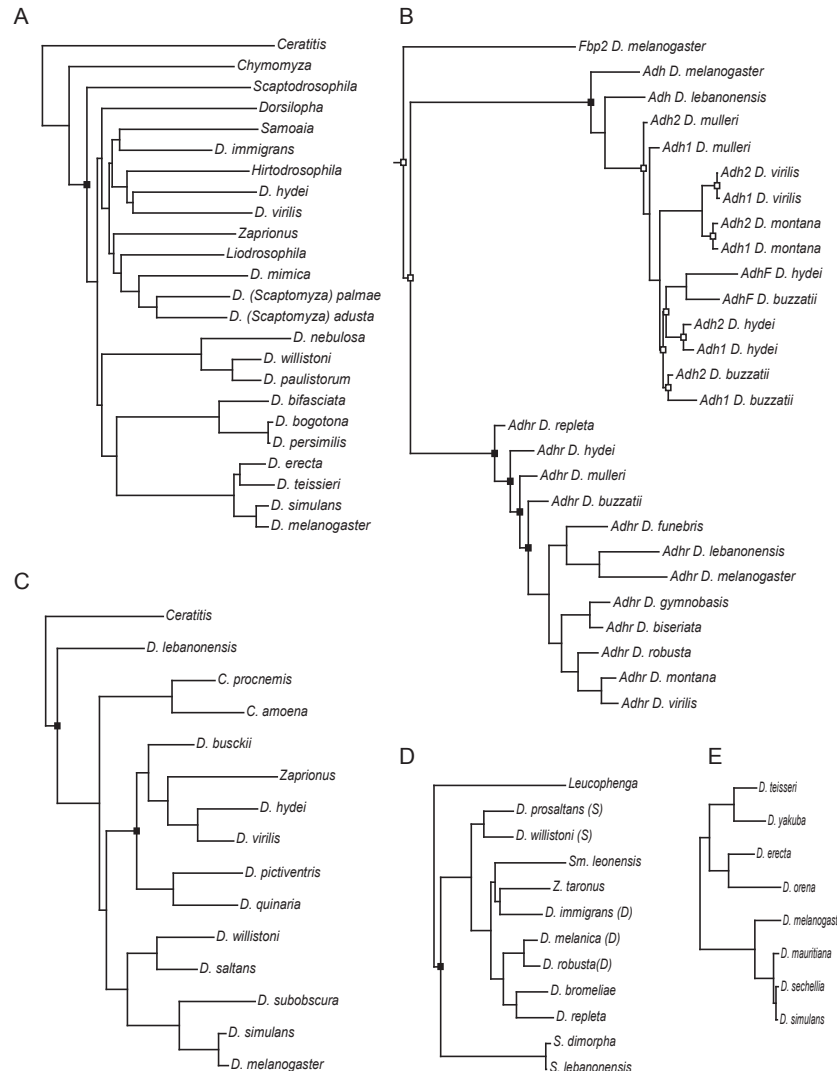 A
Ceratitis
Chymomyza
Scaptodrosophila
Dorsilopha
Samoaia
D. immigrans
Hirtodrosophila
D. hydei
D. virilis
Zaprionus
Liodrosophila
D. mimica
D. (Scaptomyza) palmae
D. (Scaptomyza) adusta
D. nebulosa
D. willistoni
D. paulistorum
D. bifasciata
D. bogotona
D. persimilis
D. erecta
D. teissieri
D. simulans
D. melanogaster
B
Fbp2 D. melanogaster
Adh D. melanogaster
Adh D. lebanonensis
Adh2 D. mulleri
Adh1 D. mulleri
Adh2 D. virilis
Adh1 D. virilis
Adh2 D. montana
Adh1 D. montana
AdhF D. hydei
AdhF D. buzzatii
Adh2 D. hydei
Adh1 D. hydei
Adh2 D. buzzatii
Adh1 D. buzzatii
Adhr D. repleta
Adhr D. hydei
Adhr D. mulleri
Adhr D. buzzatii
Adhr D. funebris
Adhr D. lebanonensis
Adhr D. melanogaster
Adhr D. gymnobasis
Adhr D. biseriata
Adhr D. robusta
Adhr D. montana
Adhr D. virilis
C
Ceratitis
D. lebanonensis
C. procnemis
C. amoena
D. busckii
Zaprionus
D. hydei
D. virilis
D. pictiventris
D. quinaria
D. willistoni
D. saltans
D. subobscura
D. simulans
D. melanogaster
D
Leucophenga
D. prosaltans (S)
D. willistoni (S)
Sm. leonensis
Z. taronus
D. immigrans (D)
D. melanica (D)
D. robusta(D)
D. bromeliae
D. repleta
S. dimorpha
S. lebanonensis
E
D. teisseri
D. yakuba
D. erecta
D. orena
D. melanogast
D. mauritiana
D. sechellia
D. simulans